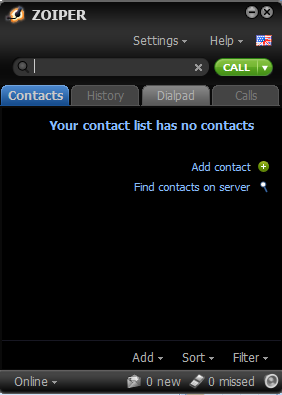 ZOIPER
Settings Help
CALL
Contacts History Dialpad Calls
Your contact list has no contacts
Add contact
Find contacts on server
Add Sort Filter
Online 0 new 0 missed